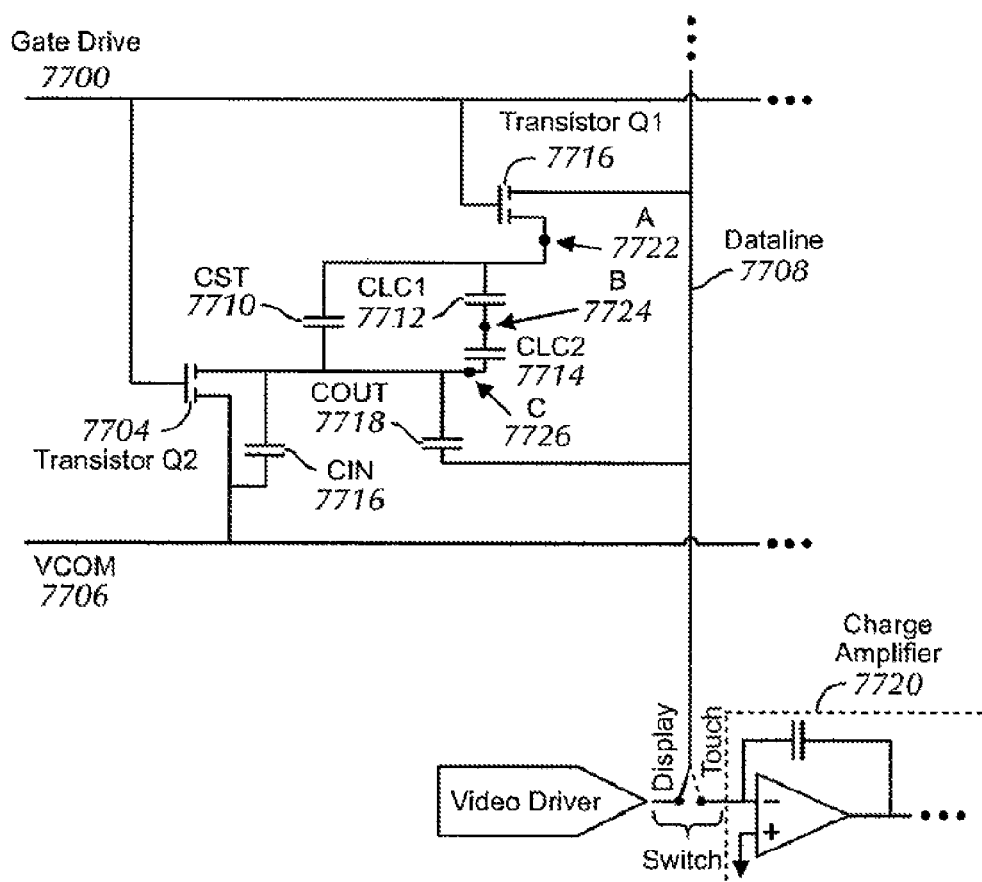 Gate Drive
7700
Transistor Q1
7716
A
7722
Dataline
7708
CST
7710
CLC1
7712
B
7724
CLC2
7714
COUT
7718
C
7726
7704
Transistor Q2
CIN
7716
VCOM
7706
Charge
Amplifier
7720
Display
Touch
Video Driver
Switch
−
+